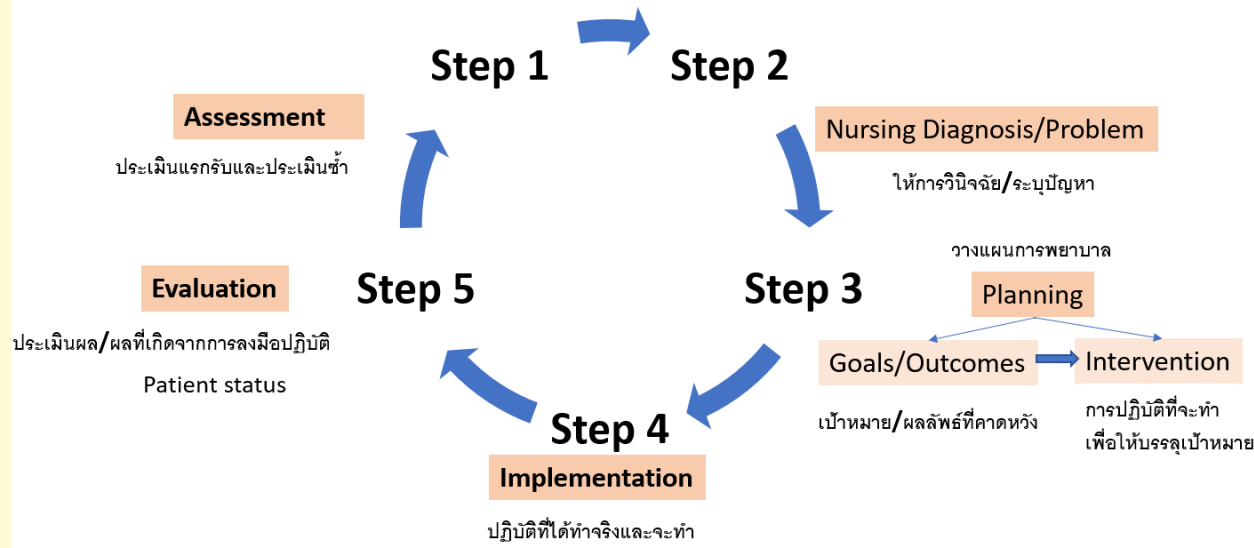 Step 1
Assessment
ประเมินแรกรับและประเมินซ้ำ
Step 2
Nursing Diagnosis/Problem
ให้การวินิจฉัย/ระบุปัญหา
Step 3
วางแผนการพยาบาล
Planning
Goals/Outcomes
เป้าหมาย/ผลลัพธ์ที่คาดหวัง
Intervention
การปฏิบัติที่จะทำ
เพื่อให้บรรลุเป้าหมาย
Step 4
Implementation
ปฏิบัติที่ได้ทำจริงและจะทำ
Step 5
Evaluation
ประเมินผล/ผลที่เกิดจากการลงมือปฏิบัติ
Patient status